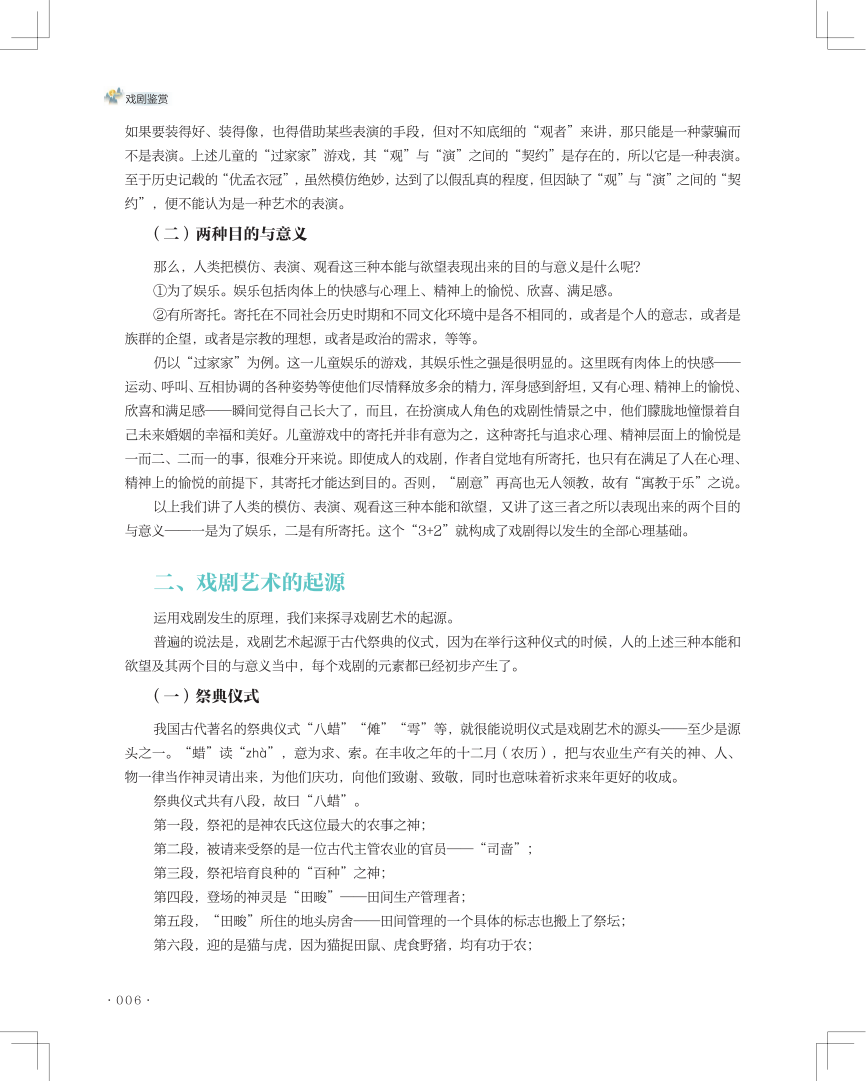 戏剧鉴赏
如果要装得好、装得像，也得借助某些表演的手段，但对不知底细的“观者”来讲，那只能是一种蒙骗而
不是表演。上述儿童的“过家家”游戏，其“观”与“演”之间的“契约”是存在的，所以它是一种表演。
至于历史记载的“优孟衣冠”，虽然模仿绝妙，达到了以假乱真的程度，但因缺了“观”与“演”之间的“契
约”，便不能认为是一种艺术的表演。
（二）两种目的与意义
那么，人类把模仿、表演、观看这三种本能与欲望表现出来的目的与意义是什么呢？
①为了娱乐。娱乐包括肉体上的快感与心理上、精神上的愉悦、欣喜、满足感。
②有所寄托。寄托在不同社会历史时期和不同文化环境中是各不相同的，或者是个人的意志，或者是
族群的企望，或者是宗教的理想，或者是政治的需求，等等。
仍以“过家家”为例。这一儿童娱乐的游戏，其娱乐性之强是很明显的。这里既有肉体上的快感——
运动、呼叫、互相协调的各种姿势等使他们尽情释放多余的精力，浑身感到舒坦，又有心理、精神上的愉悦、
欣喜和满足感——瞬间觉得自己长大了，而且，在扮演成人角色的戏剧性情景之中，他们朦胧地憧憬着自
己未来婚姻的幸福和美好。儿童游戏中的寄托并非有意为之，这种寄托与追求心理、精神层面上的愉悦是
一而二、二而一的事，很难分开来说。即使成人的戏剧，作者自觉地有所寄托，也只有在满足了人在心理、
精神上的愉悦的前提下，其寄托才能达到目的。否则，“剧意”再高也无人领教，故有“寓教于乐”之说。
以上我们讲了人类的模仿、表演、观看这三种本能和欲望，又讲了这三者之所以表现出来的两个目的
与意义——一是为了娱乐，二是有所寄托。这个“3+2”就构成了戏剧得以发生的全部心理基础。
二、戏剧艺术的起源
运用戏剧发生的原理，我们来探寻戏剧艺术的起源。
普遍的说法是，戏剧艺术起源于古代祭典的仪式，因为在举行这种仪式的时候，人的上述三种本能和
欲望及其两个目的与意义当中，每个戏剧的元素都已经初步产生了。
（一）祭典仪式
我国古代著名的祭典仪式“八蜡”“傩”“雩”等，就很能说明仪式是戏剧艺术的源头——至少是源
头之一。“蜡”读“zhà”，意为求、索。在丰收之年的十二月（农历），把与农业生产有关的神、人、
物一律当作神灵请出来，为他们庆功，向他们致谢、致敬，同时也意味着祈求来年更好的收成。
祭典仪式共有八段，故曰“八蜡”。
第一段，祭祀的是神农氏这位最大的农事之神；
第二段，被请来受祭的是一位古代主管农业的官员——“司啬”；
第三段，祭祀培育良种的“百种”之神；
第四段，登场的神灵是“田畯”——田间生产管理者；
第五段，“田畯”所住的地头房舍——田间管理的一个具体的标志也搬上了祭坛；
第六段，迎的是猫与虎，因为猫捉田鼠、虎食野猪，均有功于农；
·006·